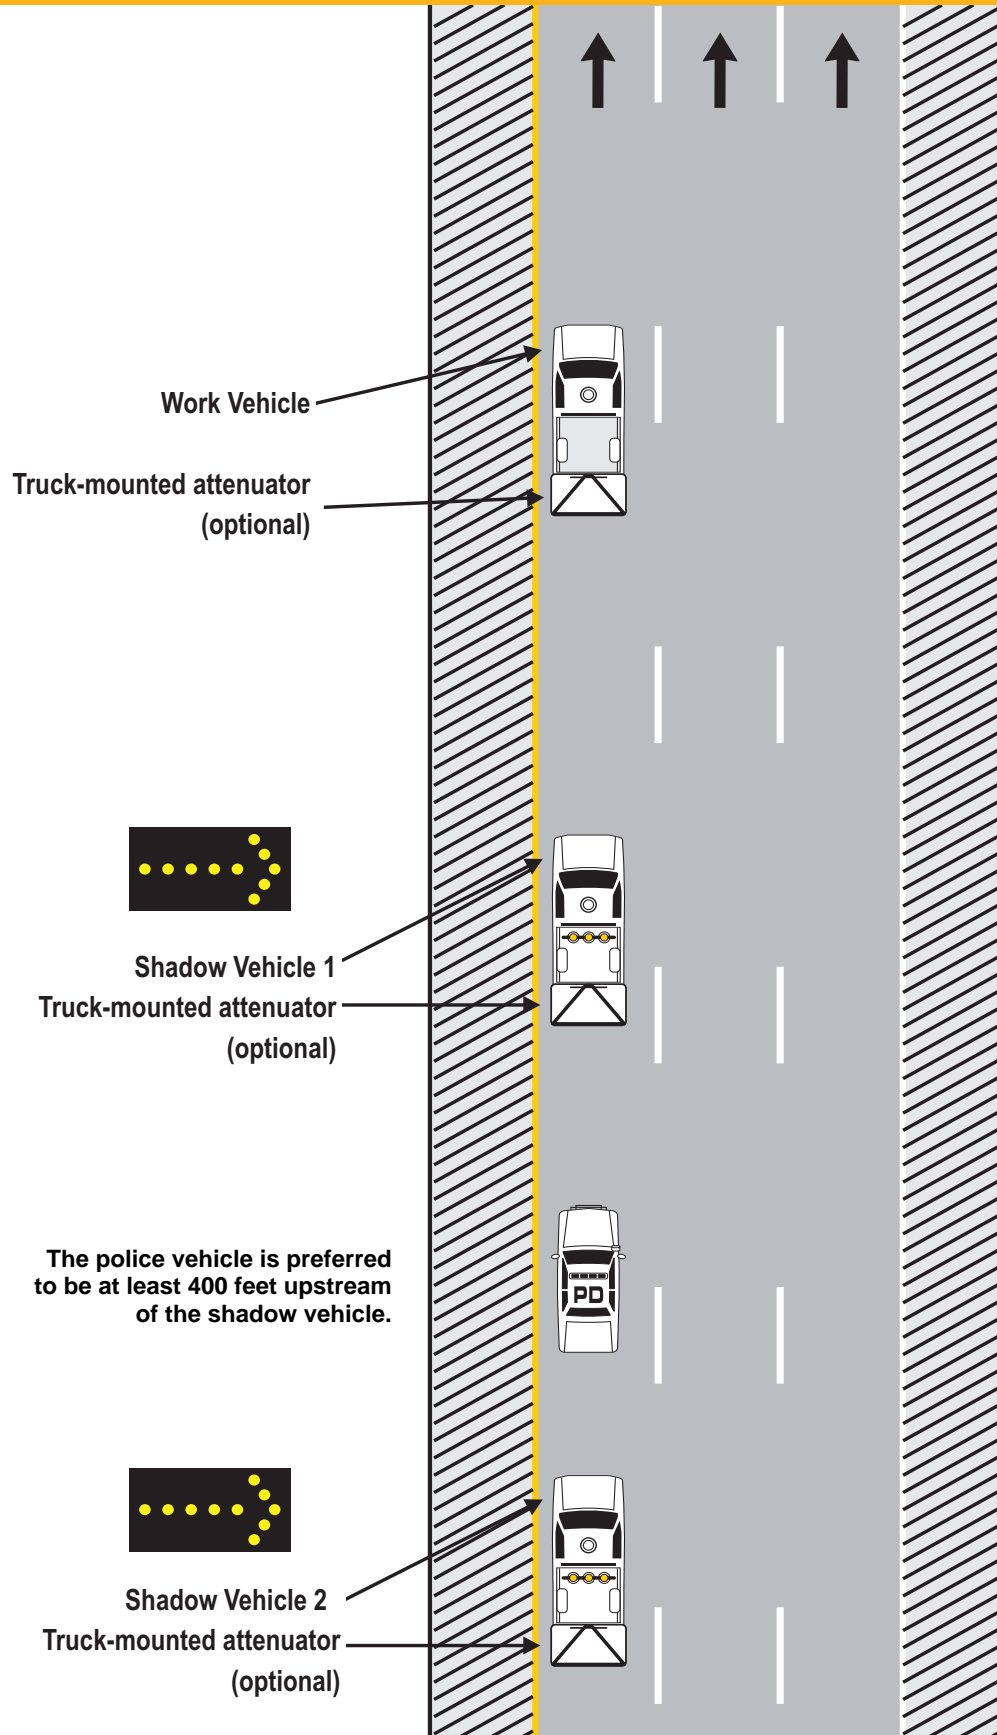 Work Vehicle
Truck-mounted attenuator
(optional)
Shadow Vehicle 1
Truck-mounted attenuator
(optional)
The police vehicle is preferred
to be at least 400 feet upstream
of the shadow vehicle.
PD
Shadow Vehicle 2
Truck-mounted attenuator
(optional)